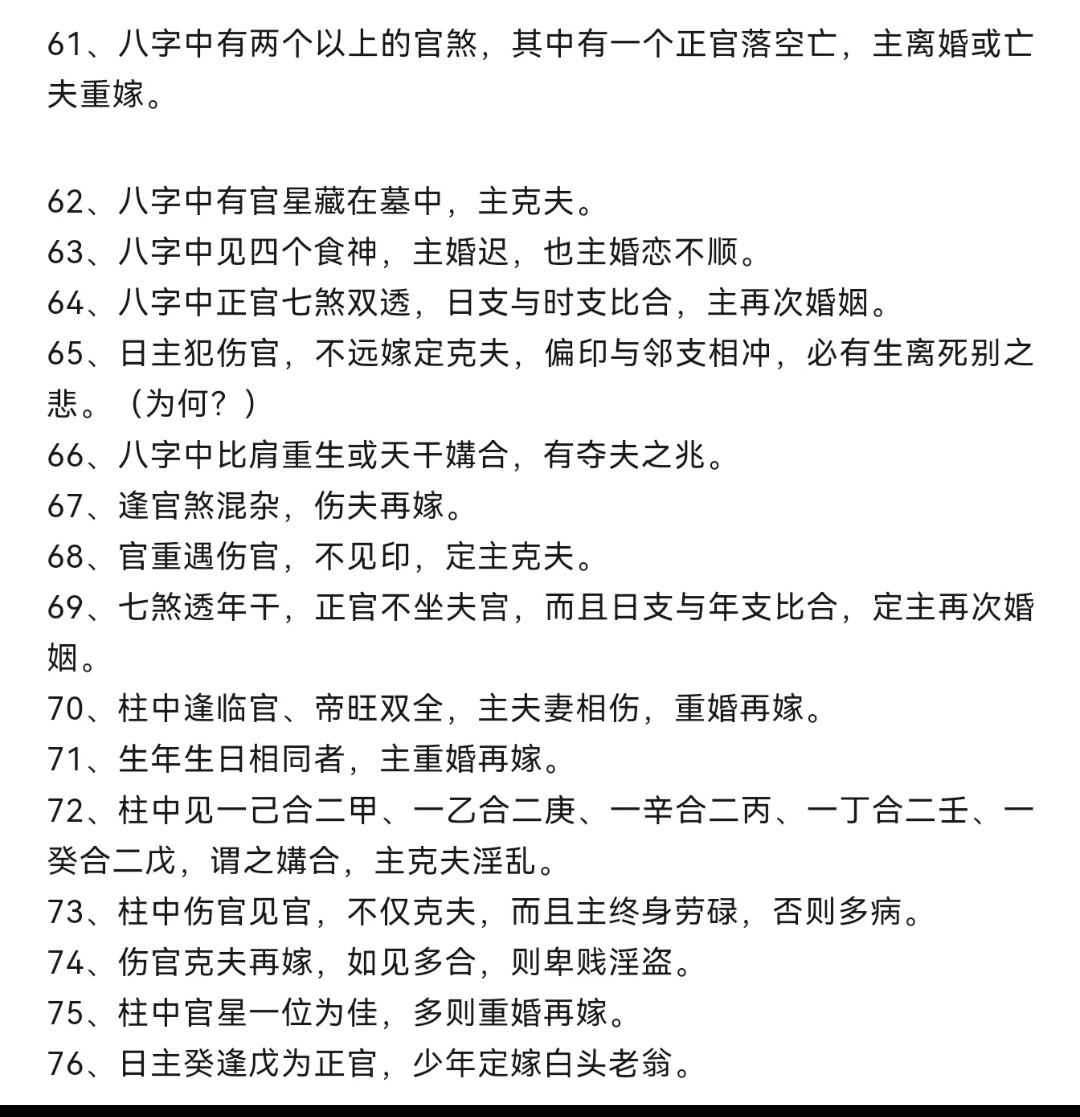 61、八字中有两个以上的官煞，其中有一个正官落空亡，主离婚或亡
夫重嫁。
62、八字中有官星藏在墓中，主克夫。
63、八字中见四个食神，主婚迟，也主婚恋不顺。
64、八字中正官七煞双透，日支与时支比合，主再次婚姻。
65、日主犯伤官，不远嫁定克夫，偏印与邻支相冲，必有生离死别之
悲。（为何？）
66、八字中比肩重生或天干媾合，有夺夫之兆。
67、逢官煞混杂，伤夫再嫁。
68、官重遇伤官，不见印，定主克夫。
69、七煞透年干，正官不坐夫宫，而且日支与年支比合，定主再次婚
姻。
70、柱中逢临官、帝旺双全，主夫妻相伤，重婚再嫁。
71、生年生日相同者，主重婚再嫁。
72、柱中见一己合二甲、一乙合二庚、一辛合二丙、一丁合二壬、一
癸合二戊，谓之媾合，主克夫淫乱。
73、柱中伤官见官，不仅克夫，而且主终身劳碌，否则多病。
74、伤官克夫再嫁，如见多合，则卑贱淫盗。
75、柱中官星一位为佳，多则重婚再嫁。
76、日主癸逢戊为正官，少年定嫁白头老翁。